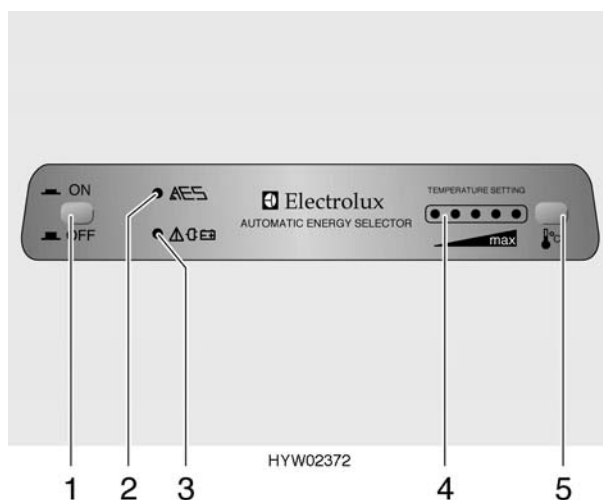 ON
OFF
AES
Electrolux
AUTOMATIC ENERGY SELECTOR
TEMPERATURE SETTING
max
°C
HYW02372
1 2 3 4 5